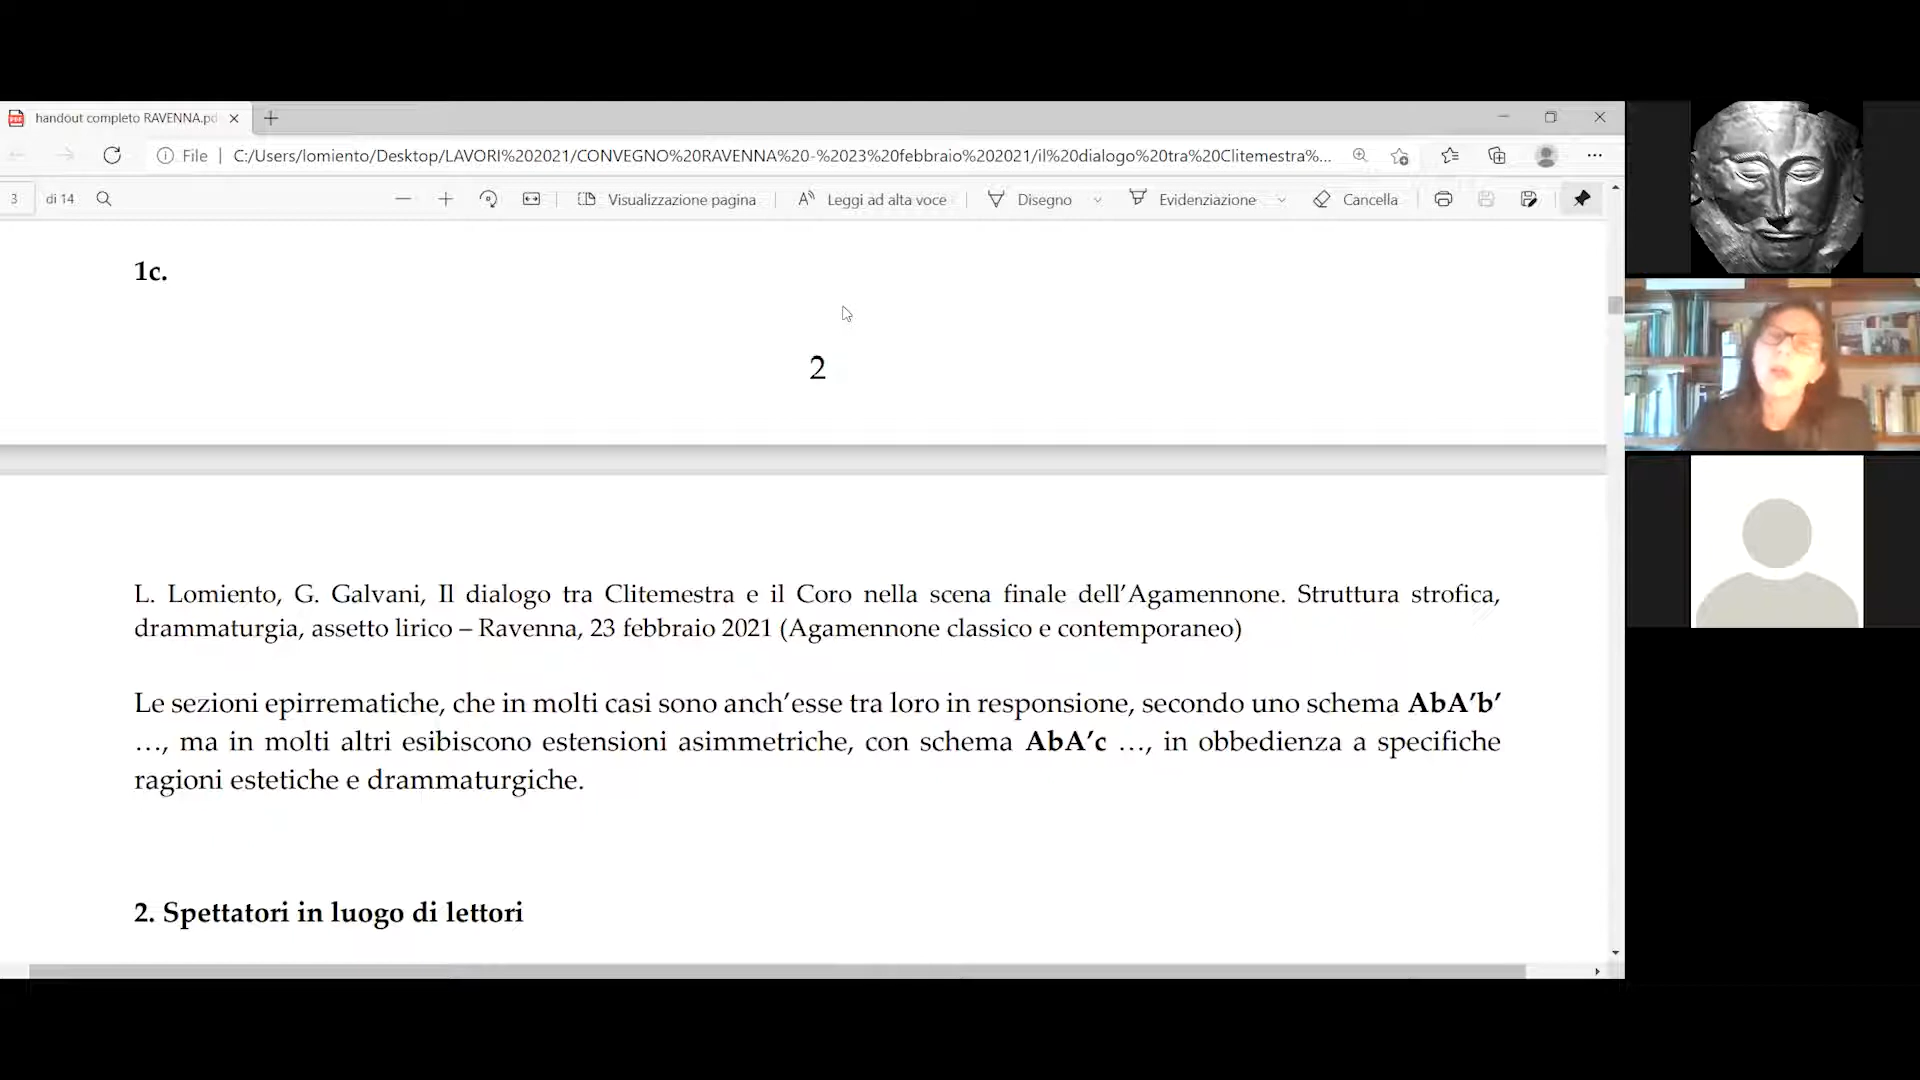 handout completo RAVENNA.pd
File
C:/Users/lomiento/Desktop/LAVORI%202021/CONVEGNO%20RAVENNA%20-%2023%20febbraio%202021/il%20dialogo%20tra%20Clitemestra%...
3 di 14
Visualizzazione pagina
Leggi ad alta voce
Disegno
Evidenziazione
Cancella
1c.
2
L. Lomiento, G. Galvani, Il dialogo tra Clitemestra e il Coro nella scena finale dell’Agamennone. Struttura strofica,
drammaturgia, assetto lirico – Ravenna, 23 febbraio 2021 (Agamennone classico e contemporaneo)
Le sezioni epirrematiche, che in molti casi sono anch’esse tra loro in responsione, secondo uno schema AbA’b’
…, ma in molti altri esibiscono estensioni asimmetriche, con schema AbA’c …, in obbedienza a specifiche
ragioni estetiche e drammaturgiche.
2. Spettatori in luogo di lettori